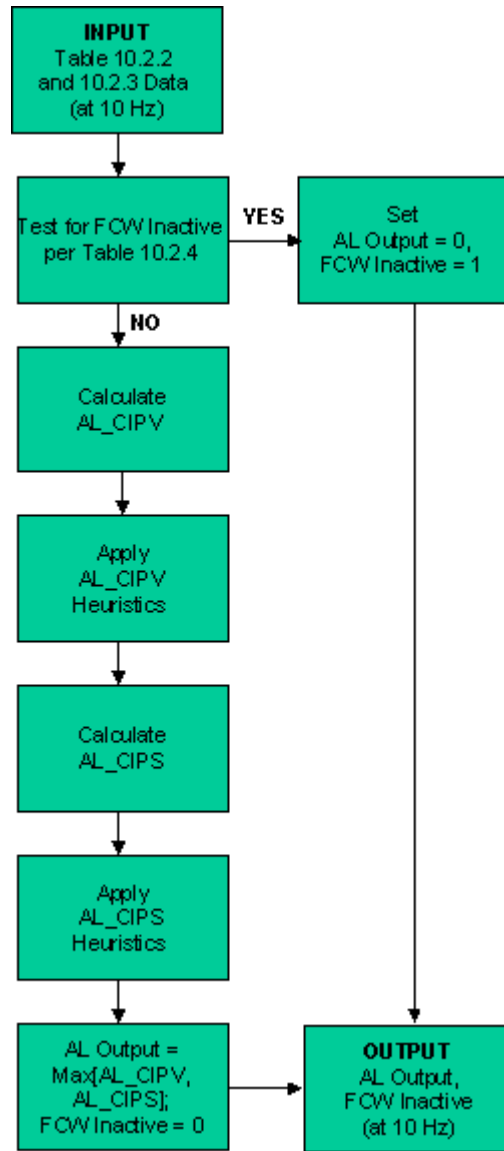 INPUT
Table 10.2.2
and 10.2.3 Data
(at 10 Hz)
Test for FCW Inactive
per Table 10.2.4
YES
Set
AL Output = 0,
FCW Inactive = 1
NO
Calculate
AL_CIPV
Apply
AL_CIPV
Heuristics
Calculate
AL_CIPS
Apply
AL_CIPS
Heuristics
AL Output =
Max[AL_CIPV,
AL_CIPS];
FCW Inactive = 0
OUTPUT
AL Output,
FCW Inactive
(at 10 Hz)